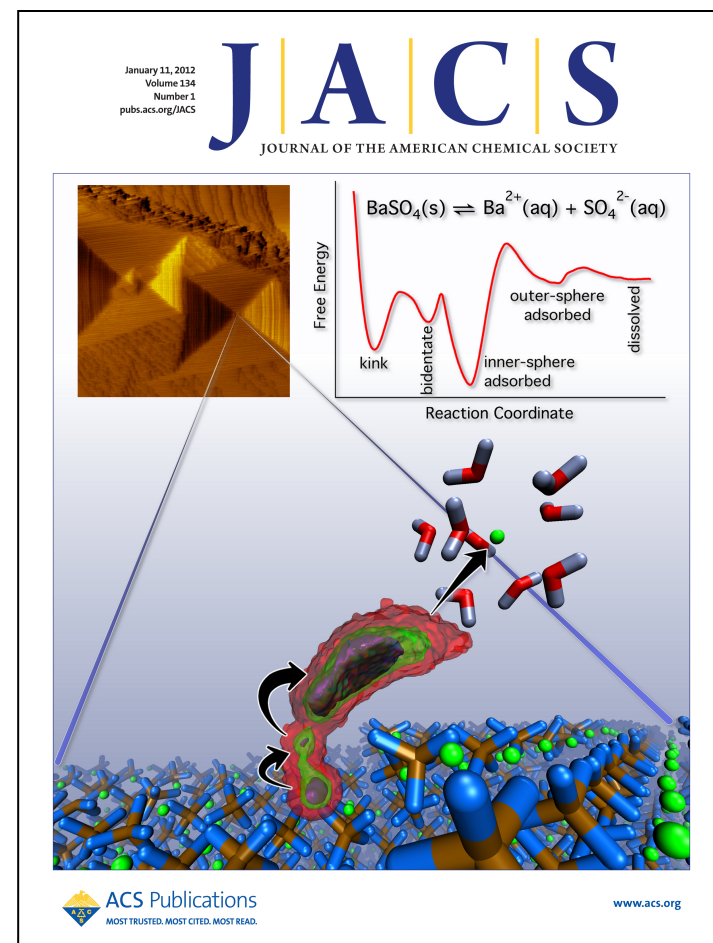 January 11, 2012
Volume 134
Number 1
pubs.acs.org/JACS
J|A|C|S
JOURNAL OF THE AMERICAN CHEMICAL SOCIETY
BaSO₄(s) ⇌ Ba²⁺(aq) + SO₄²⁻(aq)
Free Energy
kink
bidentate
inner-sphere
adsorbed
outer-sphere
adsorbed
dissolved
Reaction Coordinate
ACS Publications
MOST TRUSTED. MOST CITED. MOST READ.
www.acs.org
A C S